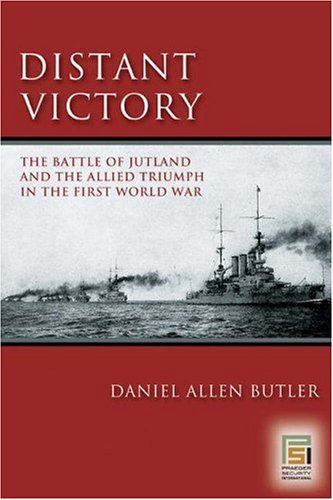 DISTANT
VICTORY
THE BATTLE OF JUTLAND
AND THE ALLIED TRIUMPH
IN THE FIRST WORLD WAR
DANIEL ALLEN BUTLER
PSI
PRAEGER SECURITY
INTERNATIONAL